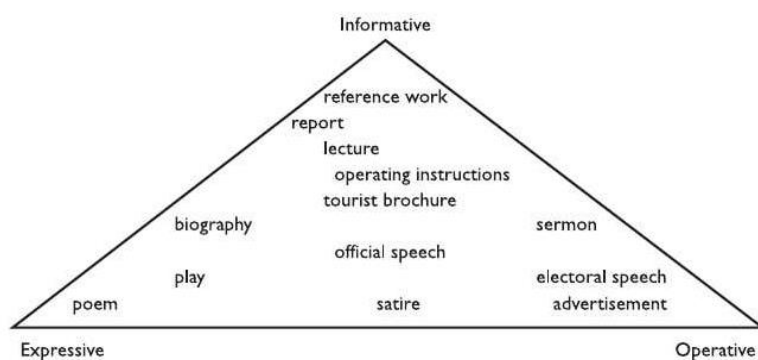 Informative
reference work
report
lecture
operating instructions
tourist brochure
biography
sermon
official speech
play
electoral speech
poem
satire
advertisement
Expressive
Operative